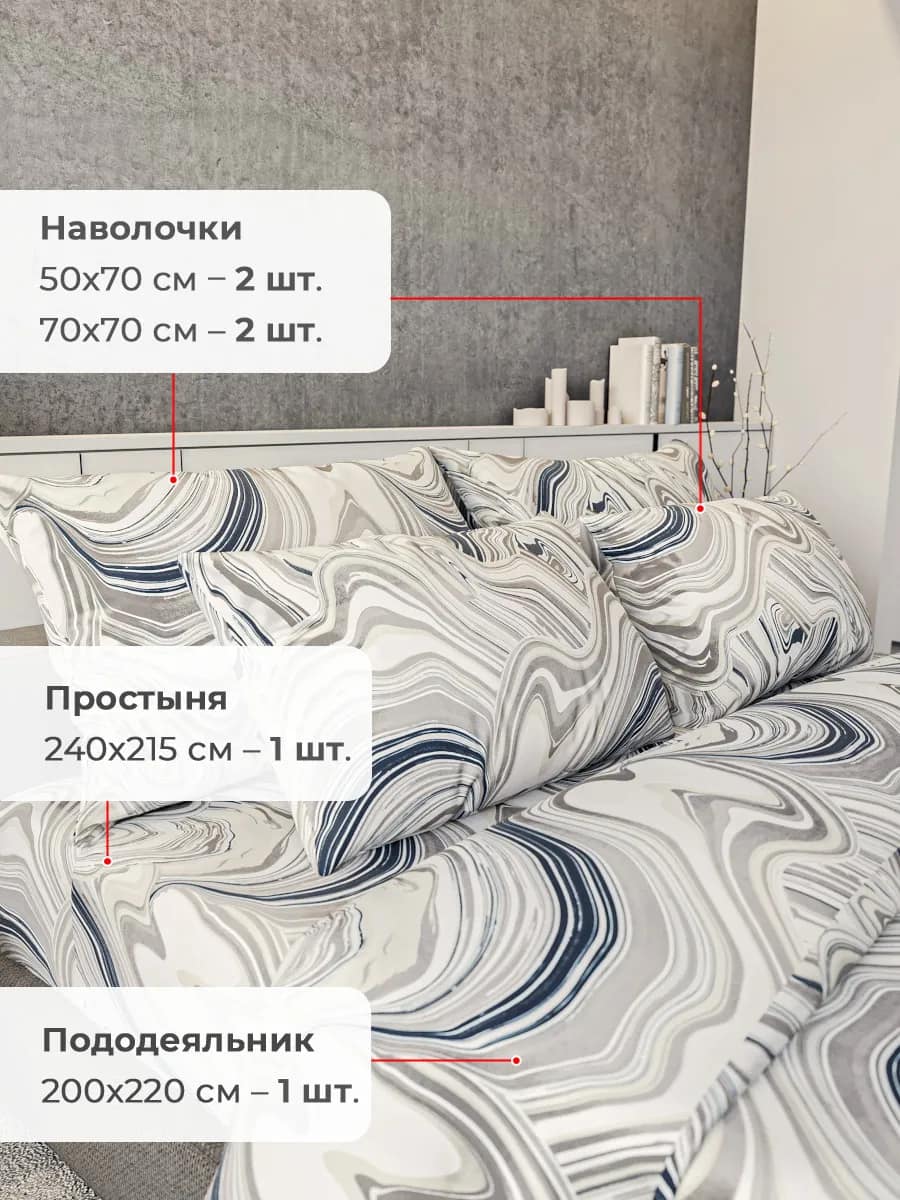 Наволочки
50х70 см – 2 шт.
70х70 см – 2 шт.
Простыня
240х215 см – 1 шт.
Пододеяльник
200х220 см – 1 шт.